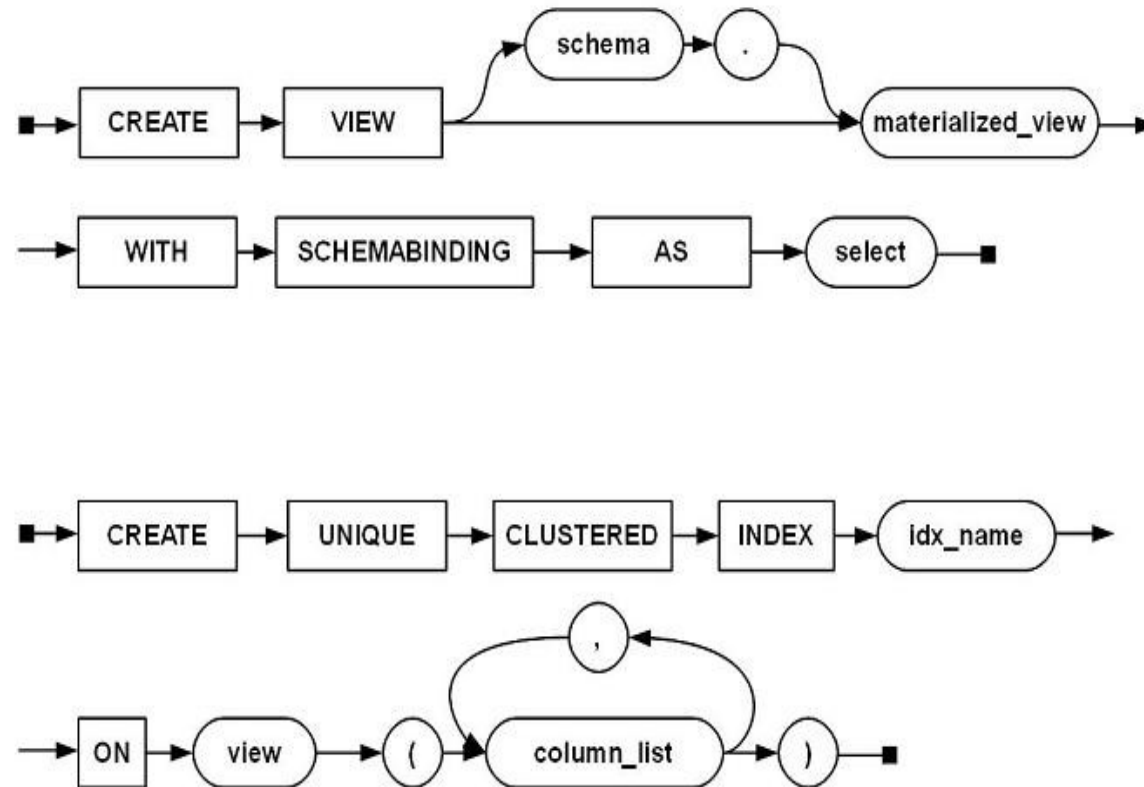 schema .
CREATE VIEW materialized_view
WITH SCHEMABINDING AS select
CREATE UNIQUE CLUSTERED INDEX idx_name
,
ON view ( column_list )